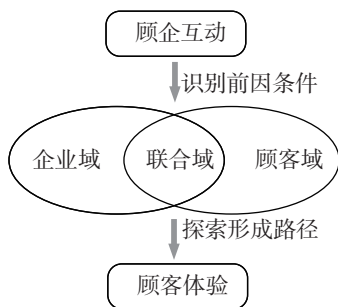 顾企互动
识别前因条件
企业域 联合域 顾客域
探索形成路径
顾客体验